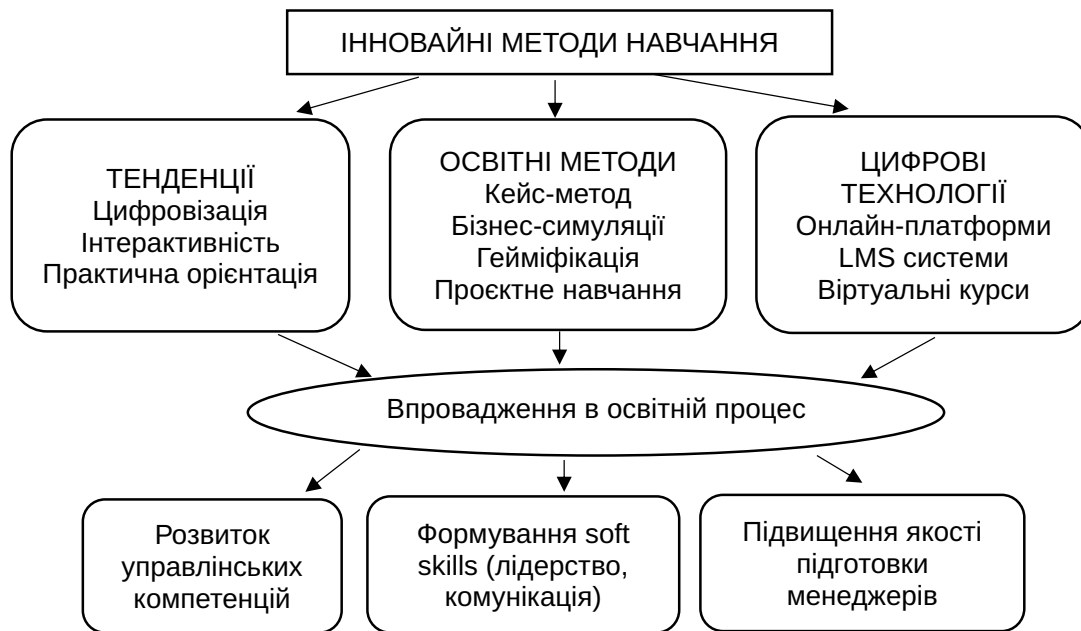 ІННОВАЙНІ МЕТОДИ НАВЧАННЯ
ТЕНДЕНЦІЇ
Цифровізація
Інтерактивність
Практична орієнтація
ОСВІТНІ МЕТОДИ
Кейс-метод
Бізнес-симуляції
Гейміфікація
Проєктне навчання
ЦИФРОВІ
ТЕХНОЛОГІЇ
Онлайн-платформи
LMS системи
Віртуальні курси
Впровадження в освітній процес
Розвиток
управлінських
компетенцій
Формування soft
skills (лідерство,
комунікація)
Підвищення якості
підготовки
менеджерів